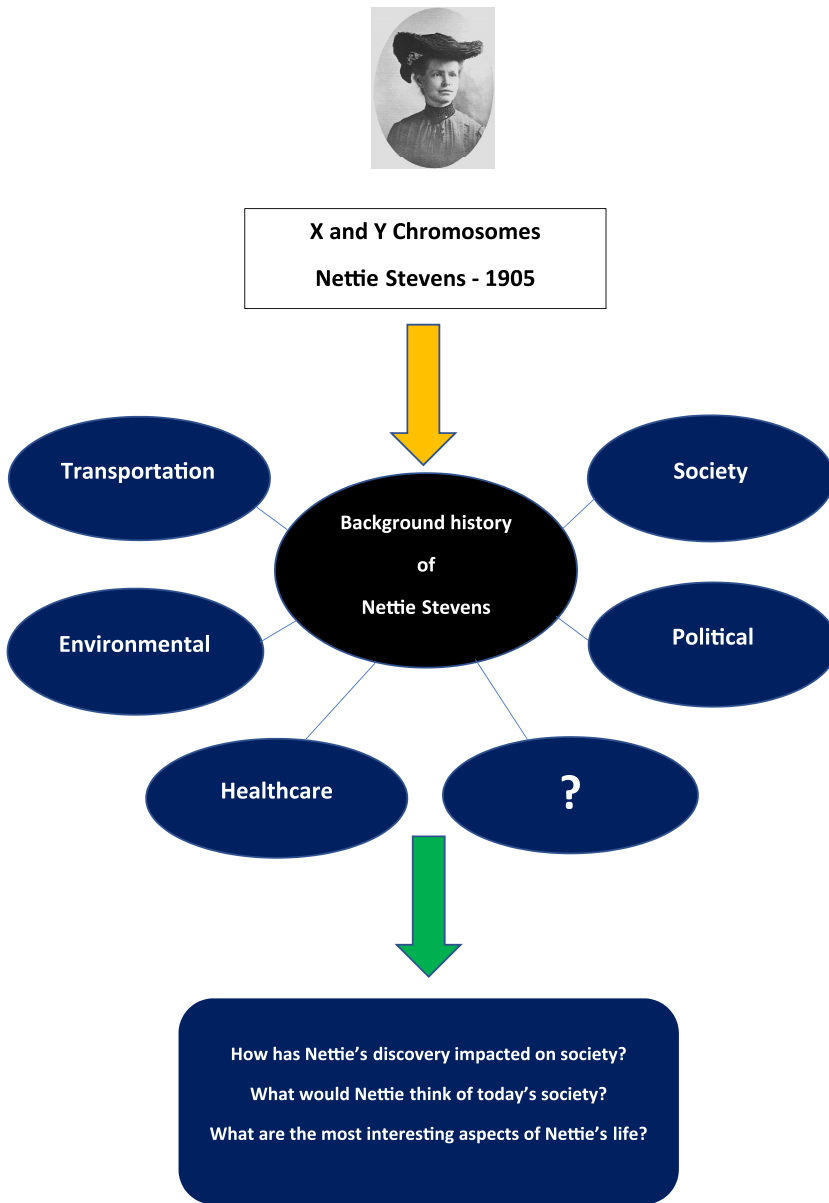 X and Y Chromosomes
Nettie Stevens - 1905
Transportation
Society
Background history
of
Nettie Stevens
Environmental
Political
Healthcare
?
How has Nettie’s discovery impacted on society?
What would Nettie think of today’s society?
What are the most interesting aspects of Nettie’s life?